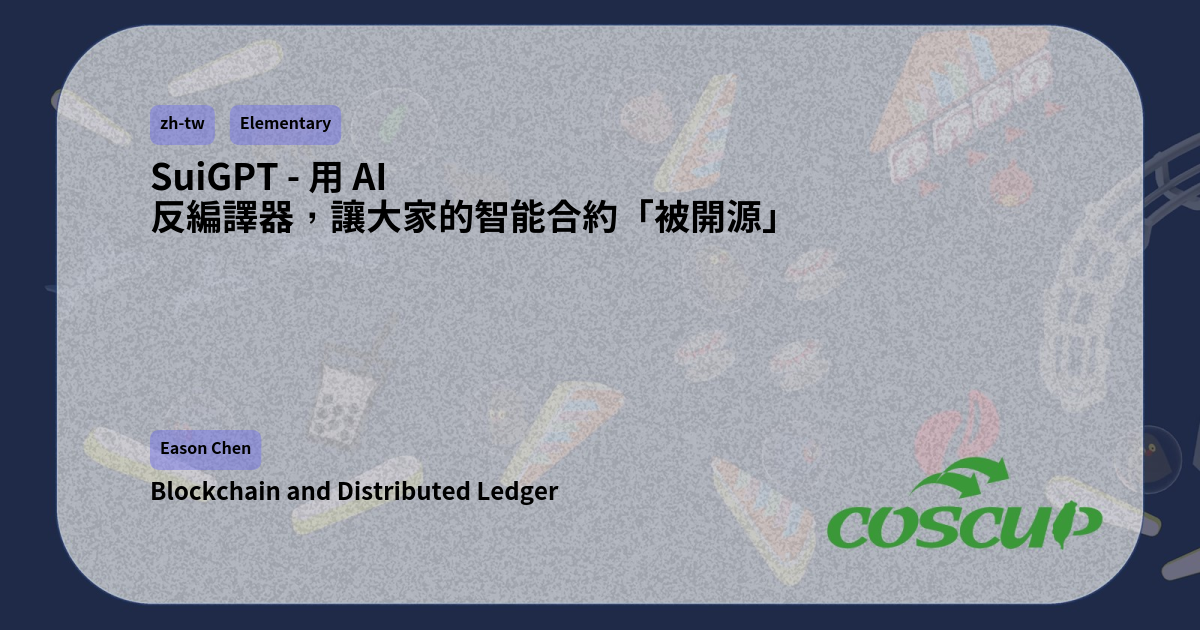 zh-tw
Elementary
SuiGPT - 用 AI
反編譯器，讓大家的智能合約「被開源」
Eason Chen
Blockchain and Distributed Ledger
COSCUP